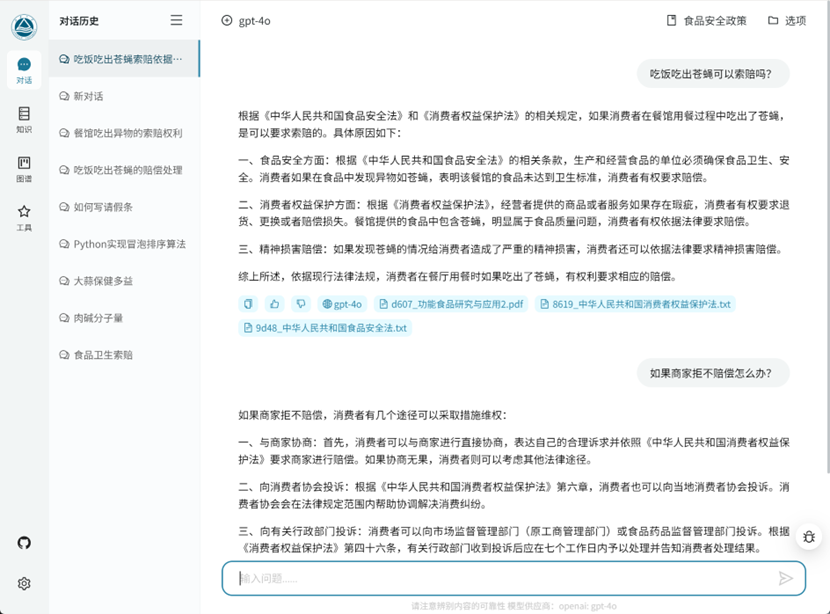 对话历史
gpt-4o
食品安全政策
选项
对话
知识
图谱
工具
吃饭吃出苍蝇索赔依据…
新对话
餐馆吃出异物的索赔权利
吃饭吃出苍蝇的赔偿处理
如何写请假条
Python实现冒泡排序算法
大蒜保健多益
肉碱分子量
食品卫生索赔
吃饭吃出苍蝇可以索赔吗？
根据《中华人民共和国食品安全法》和《消费者权益保护法》的相关规定，如果消费者在餐馆用餐过程中吃出了苍蝇，
是可以要求索赔的。具体原因如下：
一、食品安全方面：根据《中华人民共和国食品安全法》的相关条款，生产和经营食品的单位必须确保食品卫生、安
全。消费者如果在食品中发现异物如苍蝇，表明该餐馆的食品未达到卫生标准，消费者有权要求赔偿。
二、消费者权益保护方面：根据《消费者权益保护法》，经营者提供的商品或者服务如果存在瑕疵，消费者有权要求退
货、更换或者赔偿损失。餐馆提供的食品中包含苍蝇，明显属于食品质量问题，消费者有权依据法律要求赔偿。
三、精神损害赔偿：如果发现苍蝇的情况给消费者造成了严重的精神损害，消费者还可以依据法律要求精神损害赔偿。
综上所述，依据现行法律法规，消费者在餐厅用餐时如果吃出了苍蝇，有权利要求相应的赔偿。
gpt-4o
d607_功能食品研究与应用2.pdf
8619_中华人民共和国消费者权益保护法.txt
9d48_中华人民共和国食品安全法.txt
如果商家拒不赔偿怎么办？
如果商家拒不赔偿，消费者有几个途径可以采取措施维权：
一、与商家协商：首先，消费者可以与商家进行直接协商，表达自己的合理诉求并依照《中华人民共和国消费者权益保
护法》要求商家进行赔偿。如果协商无果，消费者则可以考虑其他法律途径。
二、向消费者协会投诉：根据《中华人民共和国消费者权益保护法》第六章，消费者也可以向当地消费者协会投诉。消
费者协会会在法律规定范围内帮助协调解决消费纠纷。
三、向有关行政部门投诉：消费者可以向市场监督管理部门（原工商管理部门）或食品药品监督管理部门投诉。根据
《消费者权益保护法》第四十六条，有关行政部门收到投诉后应在七个工作日内予以处理并告知消费者处理结果。
输入问题……
请注意辨别内容的可靠性 模型供应商：openai: gpt-4o